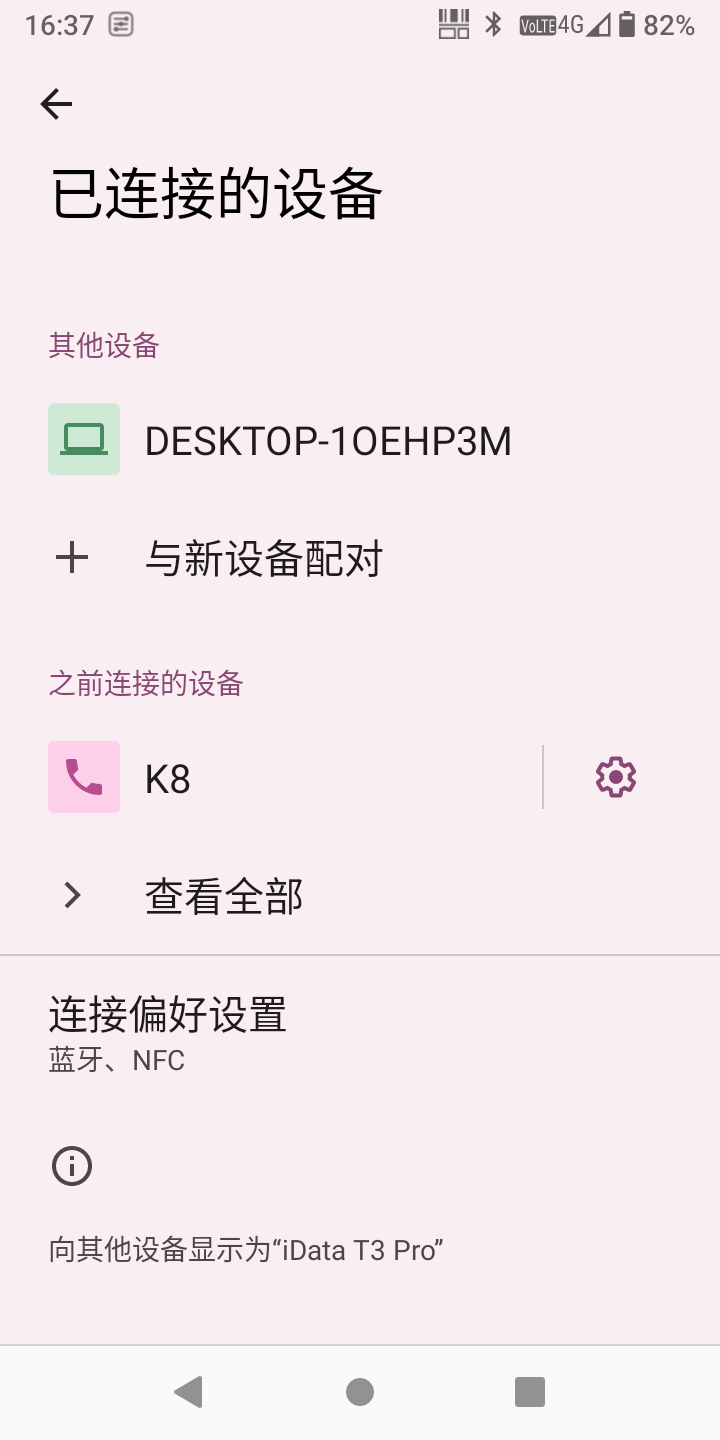 16:37 VoLTE 4G 82%
已连接的设备
其他设备
DESKTOP-1OEHP3M
与新设备配对
之前连接的设备
K8
查看全部
连接偏好设置
蓝牙、NFC
向其他设备显示为“iData T3 Pro”